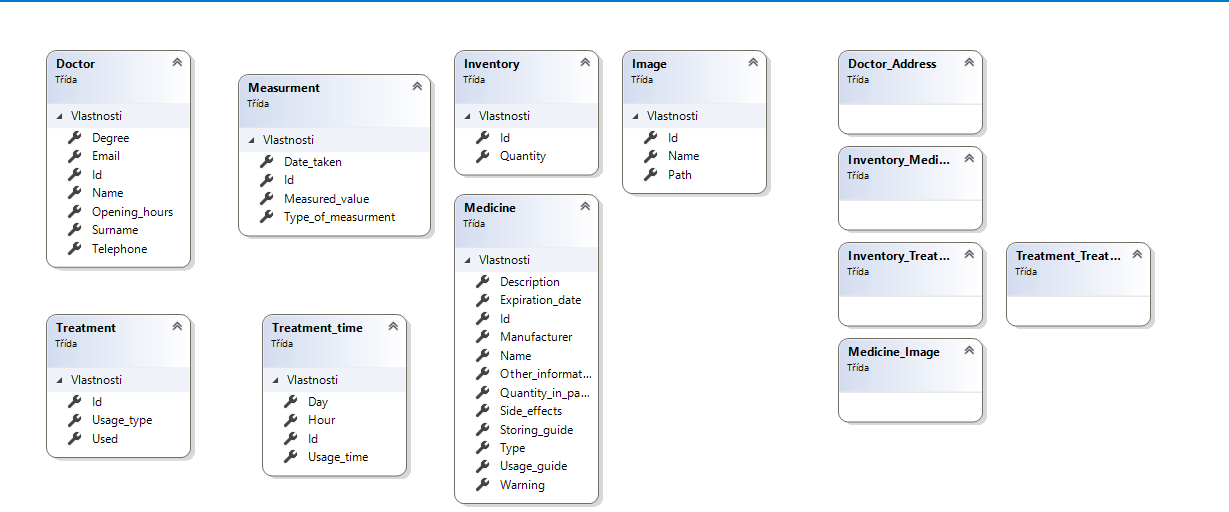 Doctor
Třída
Vlastnosti
Degree
Email
Id
Name
Opening_hours
Surname
Telephone
Measurment
Třída
Vlastnosti
Date_taken
Id
Measured_value
Type_of_measurment
Inventory
Třída
Vlastnosti
Id
Quantity
Image
Třída
Vlastnosti
Id
Name
Path
Doctor_Address
Třída
Inventory_Medi...
Třída
Inventory_Treat...
Třída
Treatment_Treat...
Třída
Medicine_Image
Třída
Medicine
Třída
Vlastnosti
Description
Expiration_date
Id
Manufacturer
Name
Other_informat...
Quantity_in_pa...
Side_effects
Storing_guide
Type
Usage_guide
Warning
Treatment
Třída
Vlastnosti
Id
Usage_type
Used
Treatment_time
Třída
Vlastnosti
Day
Hour
Id
Usage_time